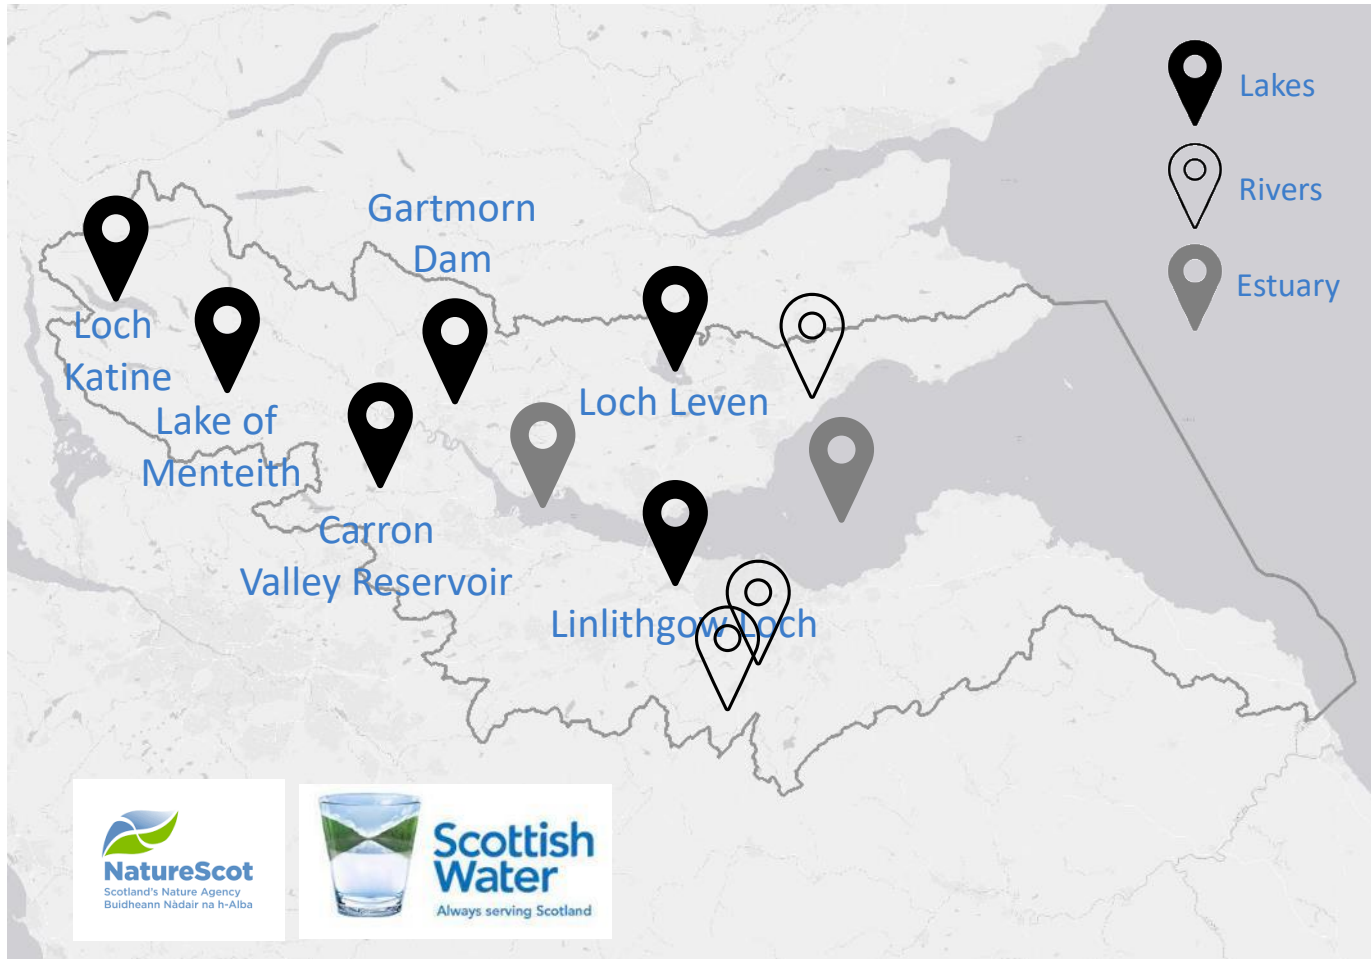 Lakes
Rivers
Estuary
Gartmorn
Dam
Loch
Katine
Lake of
Menteith
Loch Leven
Carron
Valley Reservoir
Linlithgow Loch
NatureScot
Scotland's Nature Agency
Buidheann Nàdair na h-Alba
Scottish
Water
Always serving Scotland